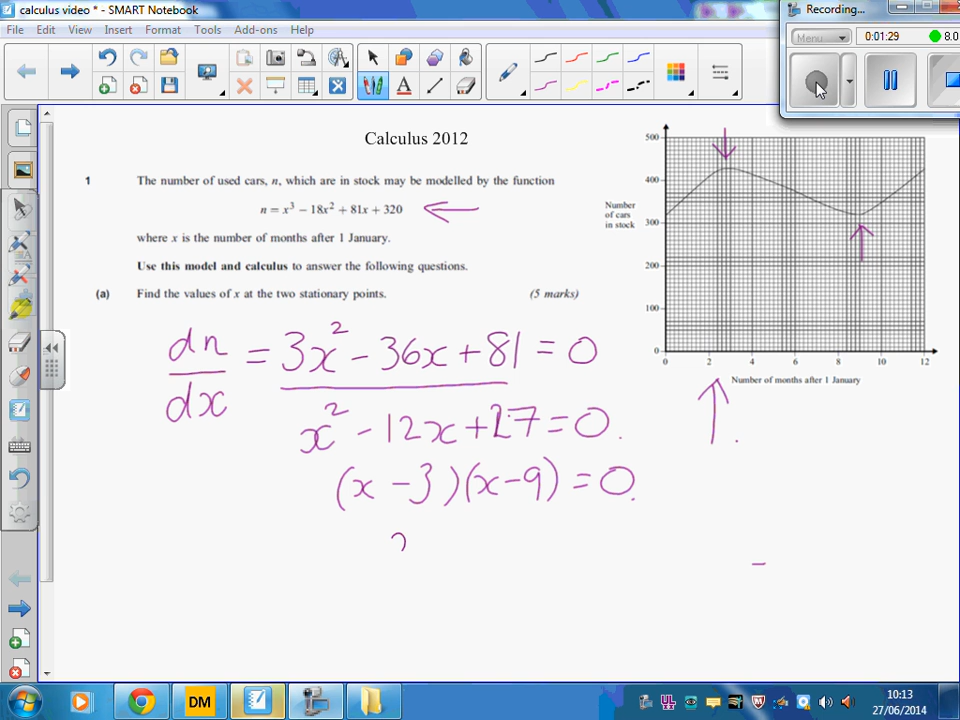 calculus video * - SMART Notebook
Recording...
File Edit View Insert Format Tools Add-ons Help
Menu
0:01:29
8.0
Calculus 2012
1 The number of used cars, n, which are in stock may be modelled by the function
n = x³ − 18x² + 81x + 320
where x is the number of months after 1 January.
Use this model and calculus to answer the following questions.
(a) Find the values of x at the two stationary points. (5 marks)
500
400
Number
of cars
in stock
300
200
100
0
0 2 4 6 8 10 12
Number of months after 1 January
dn/dx = 3x² − 36x + 81 = 0
x² − 12x + 27 = 0.
(x − 3)(x − 9) = 0.
DM
10:13
27/06/2014